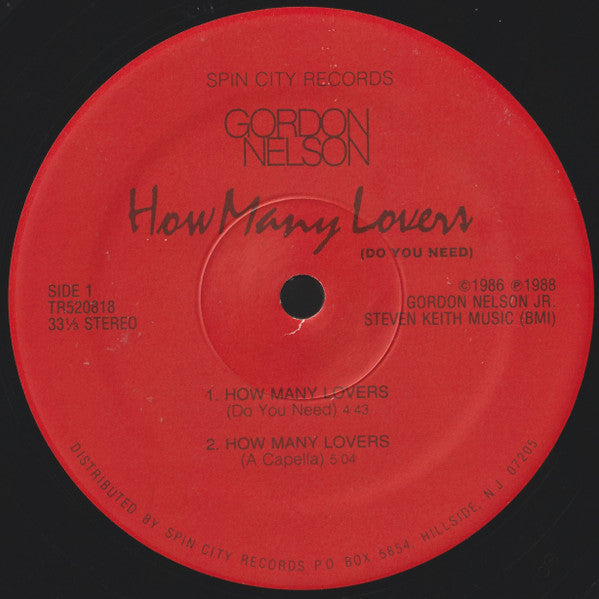 SPIN CITY RECORDS
GORDON
NELSON
How Many Lovers
(DO YOU NEED)
SIDE 1
TR520818
33⅓ STEREO
©1986 ℗1988
GORDON NELSON JR.
STEVEN KEITH MUSIC (BMI)
1. HOW MANY LOVERS
(Do You Need) 4:43
2. HOW MANY LOVERS
(A Capella) 5:04
DISTRIBUTED BY SPIN CITY RECORDS P.O. BOX 5854, HILLSIDE, N.J. 07205